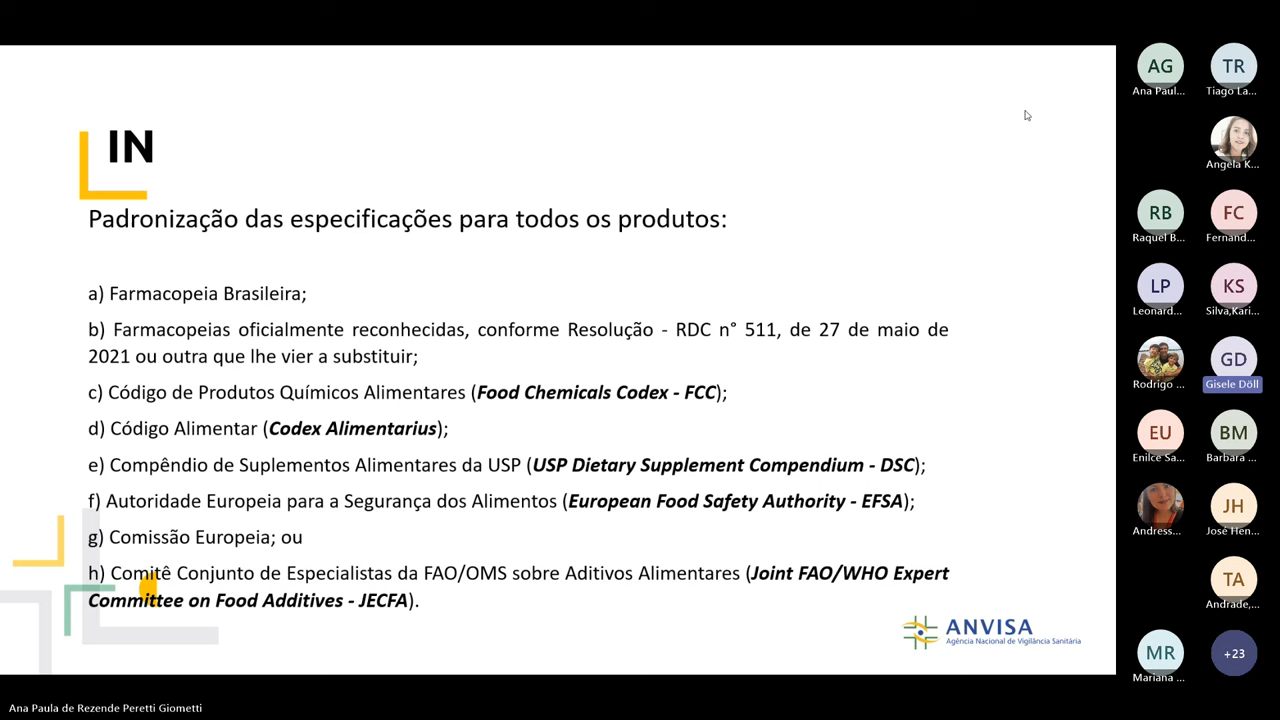 IN
Padronização das especificações para todos os produtos:
a) Farmacopeia Brasileira;
b) Farmacopeias oficialmente reconhecidas, conforme Resolução - RDC n° 511, de 27 de maio de
2021 ou outra que lhe vier a substituir;
c) Código de Produtos Químicos Alimentares (Food Chemicals Codex - FCC);
d) Código Alimentar (Codex Alimentarius);
e) Compêndio de Suplementos Alimentares da USP (USP Dietary Supplement Compendium - DSC);
f) Autoridade Europeia para a Segurança dos Alimentos (European Food Safety Authority - EFSA);
g) Comissão Europeia; ou
h) Comitê Conjunto de Especialistas da FAO/OMS sobre Aditivos Alimentares (Joint FAO/WHO Expert
Committee on Food Additives - JECFA).
ANVISA
Agência Nacional de Vigilância Sanitária
AG
Ana Paul...
TR
Tiago La...
Angela K...
RB
Raquel B...
FC
Fernand...
LP
Leonard...
KS
Silva,Kari...
Rodrigo ...
GD
Gisele Döll
EU
Enilce Sa...
BM
Barbara ...
Andress...
JH
José Hen...
TA
Andrade,...
MR
Mariana ...
+23
Ana Paula de Rezende Peretti Giometti